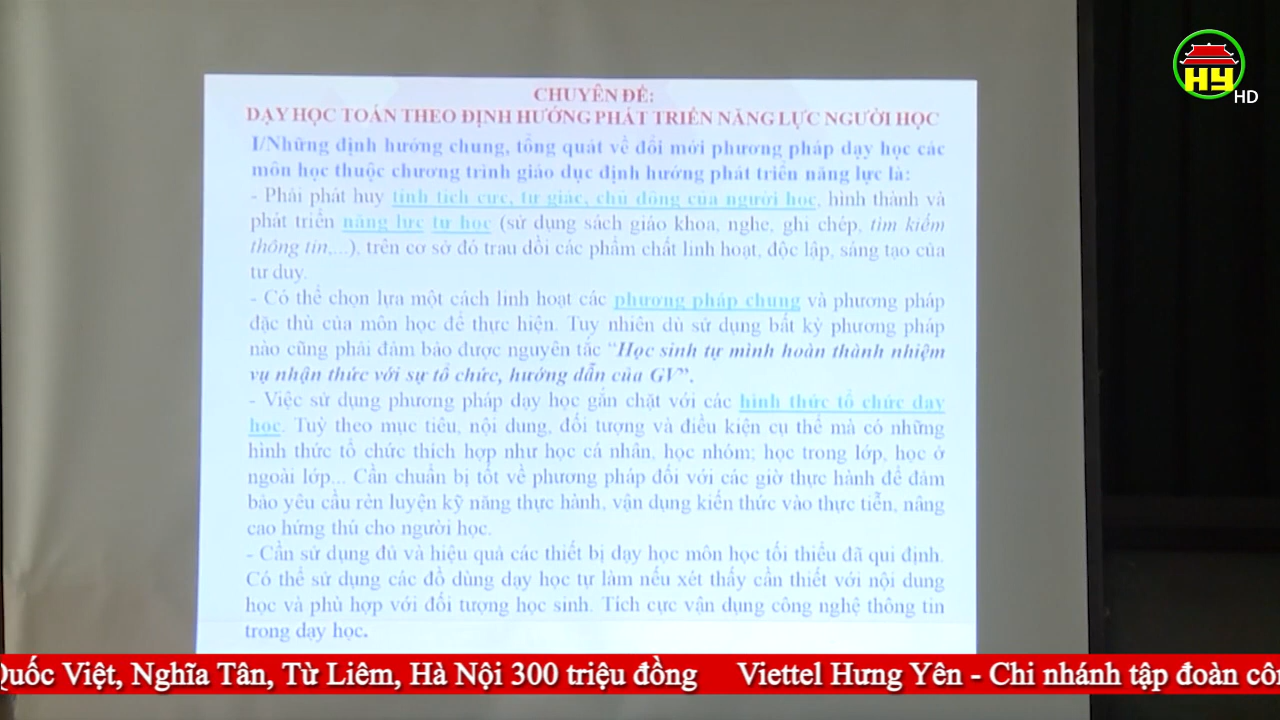 HY
HD
CHUYÊN ĐỀ:
DẠY HỌC TOÁN THEO ĐỊNH HƯỚNG PHÁT TRIỂN NĂNG LỰC NGƯỜI HỌC
I/Những định hướng chung, tổng quát về đổi mới phương pháp dạy học các
môn học thuộc chương trình giáo dục định hướng phát triển năng lực là:
- Phải phát huy tính tích cực, tự giác, chủ động của người học, hình thành và
phát triển năng lực tự học (sử dụng sách giáo khoa, nghe, ghi chép, tìm kiếm
thông tin,...), trên cơ sở đó trau dồi các phẩm chất linh hoạt, độc lập, sáng tạo của
tư duy.
- Có thể chọn lựa một cách linh hoạt các phương pháp chung và phương pháp
đặc thù của môn học để thực hiện. Tuy nhiên dù sử dụng bất kỳ phương pháp
nào cũng phải đảm bảo được nguyên tắc “Học sinh tự mình hoàn thành nhiệm
vụ nhận thức với sự tổ chức, hướng dẫn của GV”.
- Việc sử dụng phương pháp dạy học gắn chặt với các hình thức tổ chức dạy
học. Tuỳ theo mục tiêu, nội dung, đối tượng và điều kiện cụ thể mà có những
hình thức tổ chức thích hợp như học cá nhân, học nhóm; học trong lớp, học ở
ngoài lớp... Cần chuẩn bị tốt về phương pháp đối với các giờ thực hành để đảm
bảo yêu cầu rèn luyện kỹ năng thực hành, vận dụng kiến thức vào thực tiễn, nâng
cao hứng thú cho người học.
- Cần sử dụng đủ và hiệu quả các thiết bị dạy học môn học tối thiểu đã qui định.
Có thể sử dụng các đồ dùng dạy học tự làm nếu xét thấy cần thiết với nội dung
học và phù hợp với đối tượng học sinh. Tích cực vận dụng công nghệ thông tin
trong dạy học.
Quốc Việt, Nghĩa Tân, Từ Liêm, Hà Nội 300 triệu đồng Viettel Hưng Yên - Chi nhánh tập đoàn côn